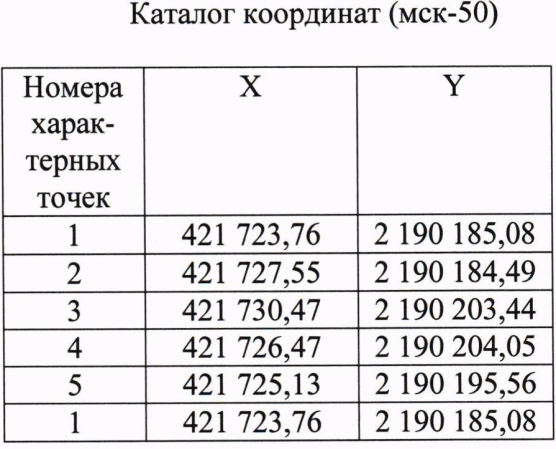 Каталог координат (мск-50)
Номера X Y
харак-
терных
точек
1 421 723,76 2 190 185,08
2 421 727,55 2 190 184,49
3 421 730,47 2 190 203,44
4 421 726,47 2 190 204,05
5 421 725,13 2 190 195,56
1 421 723,76 2 190 185,08